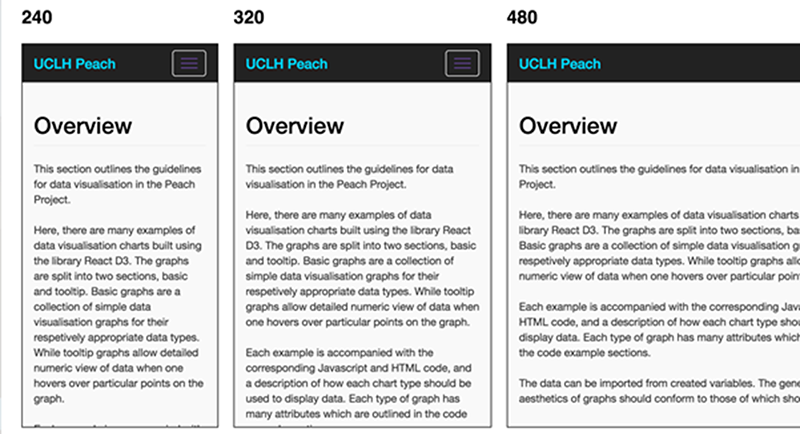 240
UCLH Peach
Overview
This section outlines the guidelines
for data visualisation in the Peach
Project.
Here, there are many examples of
data visualisation charts built using
the library React D3. The graphs
are split into two sections, basic
and tooltip. Basic graphs are a
collection of simple data
visualisation graphs for their
respetively appropriate data types.
While tooltip graphs allow detailed
numeric view of data when one
hovers over particular points on the
graph.
320
UCLH Peach
Overview
This section outlines the guidelines for data
visualisation in the Peach Project.
Here, there are many examples of data
visualisation charts built using the library React
D3. The graphs are split into two sections, basic
and tooltip. Basic graphs are a collection of
simple data visualisation graphs for their
respetively appropriate data types. While tooltip
graphs allow detailed numeric view of data when
one hovers over particular points on the graph.
Each example is accompanied with the
corresponding Javascript and HTML code, and
a description of how each chart type should be
used to display data. Each type of graph has
many attributes which are outlined in the code
480
UCLH Peach
Overview
This section outlines the guidelines for data visualisation in
Project.
Here, there are many examples of data visualisation charts
library React D3. The graphs are split into two sections, ba
Basic graphs are a collection of simple data visualisation g
respetively appropriate data types. While tooltip graphs allo
numeric view of data when one hovers over particular poin
Each example is accompanied with the corresponding Java
HTML code, and a description of how each chart type shou
display data. Each type of graph has many attributes which
the code example sections.
The data can be imported from created variables. The gene
aesthetics of graphs should conform to those of which sho